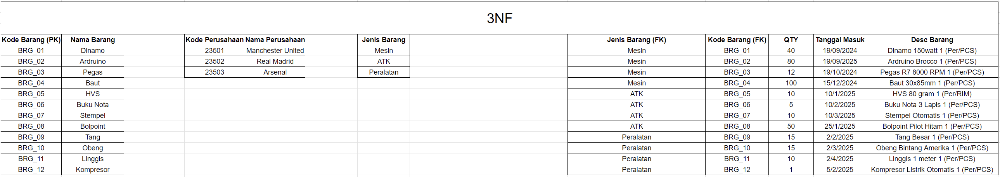 3NF
Kode Barang (PK) Nama Barang Kode Perusahaan Nama Perusahaan Jenis Barang Jenis Barang (FK) Kode Barang (FK) QTY Tanggal Masuk Desc Barang
BRG_01 Dinamo 23501 Manchester United Mesin Mesin BRG_01 40 19/09/2024 Dinamo 150watt 1 (Per/PCS)
BRG_02 Ardruino 23502 Real Madrid ATK Mesin BRG_02 80 19/09/2025 Ardruino Brocco 1 (Per/PCS)
BRG_03 Pegas 23503 Arsenal Peralatan Mesin BRG_03 12 19/10/2024 Pegas R7 8000 RPM 1 (Per/PCS)
BRG_04 Baut Mesin BRG_04 100 15/12/2024 Baut 30x85mm 1 (Per/PCS)
BRG_05 HVS ATK BRG_05 10 10/1/2025 HVS 80 gram 1 (Per/RIM)
BRG_06 Buku Nota ATK BRG_06 5 10/2/2025 Buku Nota 3 Lapis 1 (Per/PCS)
BRG_07 Stempel ATK BRG_07 10 10/3/2025 Stempel Otomatis 1 (Per/PCS)
BRG_08 Bolpoint ATK BRG_08 50 25/1/2025 Bolpoint Pilot Hitam 1 (Per/PCS)
BRG_09 Tang Peralatan BRG_09 15 2/2/2025 Tang Besar 1 (Per/PCS)
BRG_10 Obeng Peralatan BRG_10 15 2/3/2025 Obeng Bintang Amerika 1 (Per/PCS)
BRG_11 Linggis Peralatan BRG_11 10 2/4/2025 Linggis 1 meter 1 (Per/PCS)
BRG_12 Kompresor Peralatan BRG_12 1 5/2/2025 Kompresor Listrik Otomatis 1 (Per/PCS)